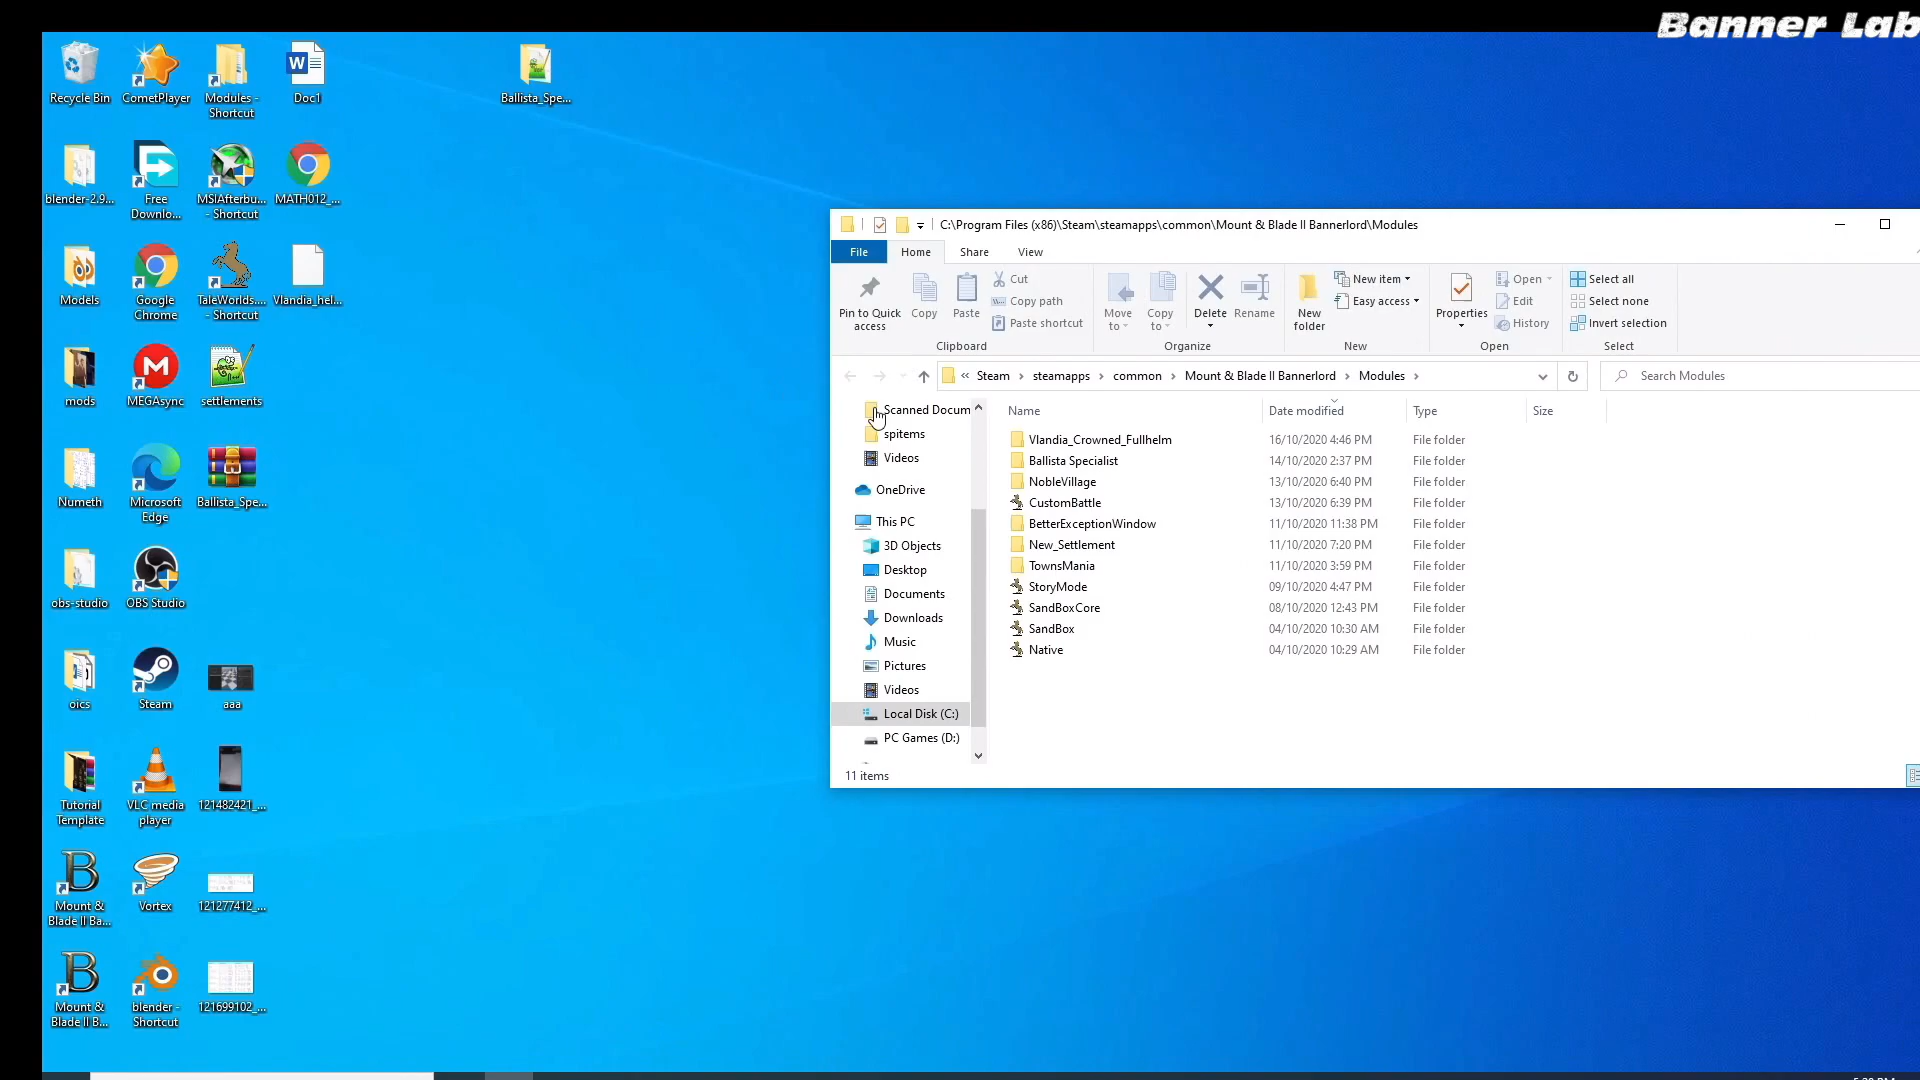 Banner Lab
Recycle Bin
CometPlayer
Modules -
Shortcut
Doc1
Ballista_Spe...
blender-2.9...
Free
Downlo...
MSIAfterbu...
- Shortcut
MATH012_...
Models
Google
Chrome
TaleWorlds....
- Shortcut
Vlandia_hel...
mods
MEGAsync
settlements
Numeth
Microsoft
Edge
Ballista_Spe...
obs-studio
OBS Studio
oics
Steam
aaa
Tutorial
Template
VLC media
player
121482421_...
Mount &
Blade II Ba...
Vortex
121277412_...
Mount &
Blade II B...
blender -
Shortcut
121699102_...
C:\Program Files (x86)\Steam\steamapps\common\Mount & Blade II Bannerlord\Modules
File Home Share View
Pin to Quick
access
Copy
Paste
Cut
Copy path
Paste shortcut
Clipboard
Move
to
Copy
to
Delete
Rename
Organize
New
folder
New item
Easy access
New
Properties
Open
Edit
History
Open
Select all
Select none
Invert selection
Select
« Steam › steamapps › common › Mount & Blade II Bannerlord › Modules ›
Search Modules
Scanned Docum
spitems
Videos
OneDrive
This PC
3D Objects
Desktop
Documents
Downloads
Music
Pictures
Videos
Local Disk (C:)
PC Games (D:)
Name Date modified Type Size
Vlandia_Crowned_Fullhelm 16/10/2020 4:46 PM File folder
Ballista Specialist 14/10/2020 2:37 PM File folder
NobleVillage 13/10/2020 6:40 PM File folder
CustomBattle 13/10/2020 6:39 PM File folder
BetterExceptionWindow 11/10/2020 11:38 PM File folder
New_Settlement 11/10/2020 7:20 PM File folder
TownsMania 11/10/2020 3:59 PM File folder
StoryMode 09/10/2020 4:47 PM File folder
SandBoxCore 08/10/2020 12:43 PM File folder
SandBox 04/10/2020 10:30 AM File folder
Native 04/10/2020 10:29 AM File folder
11 items